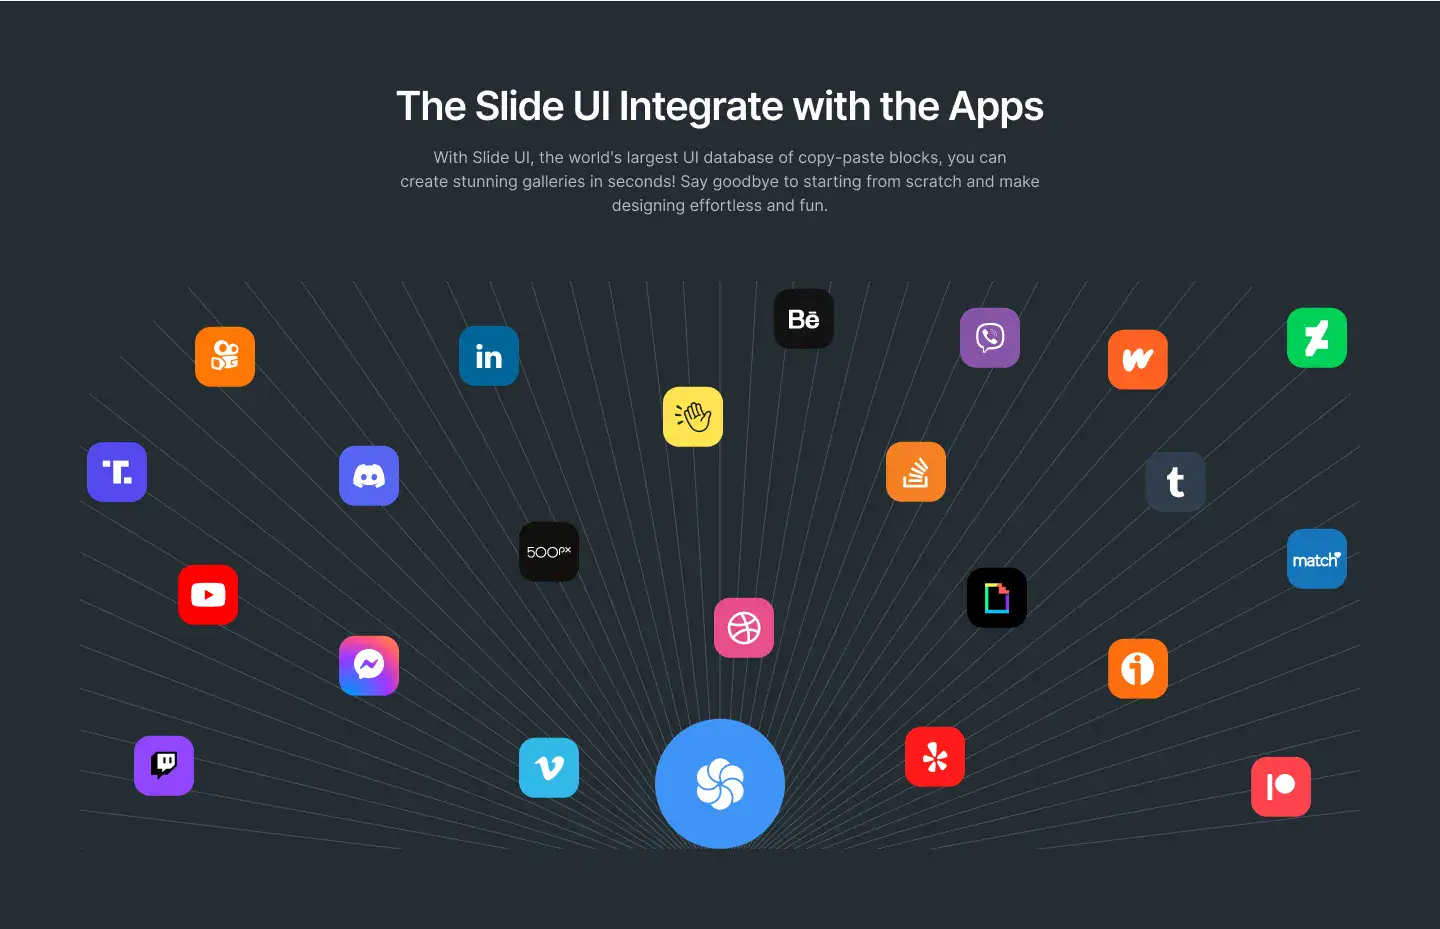 The Slide UI Integrate with the Apps
With Slide UI, the world's largest UI database of copy-paste blocks, you can
create stunning galleries in seconds! Say goodbye to starting from scratch and make
designing effortless and fun.
Bē
in
T.
t
500px
match